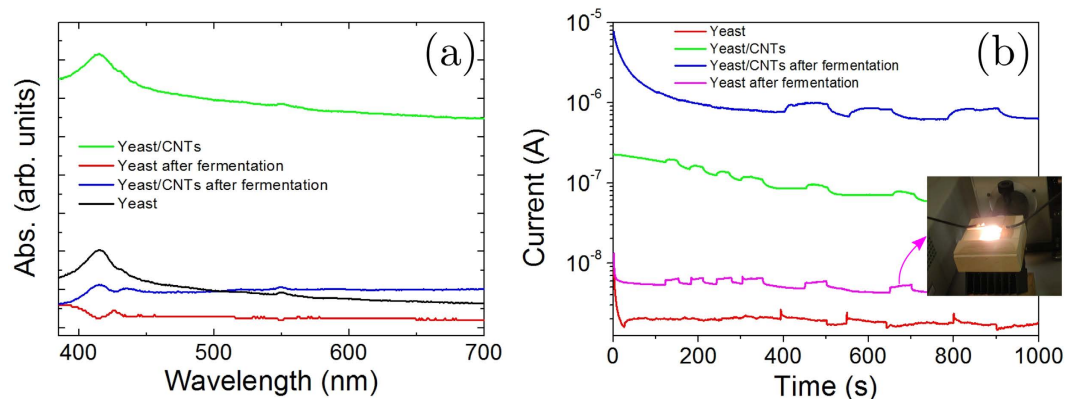 (a)
Abs. (arb. units)
Yeast/CNTs
Yeast after fermentation
Yeast/CNTs after fermentation
Yeast
400 500 600 700
Wavelength (nm)
(b)
Current (A)
10^-5
10^-6
10^-7
10^-8
Yeast
Yeast/CNTs
Yeast/CNTs after fermentation
Yeast after fermentation
0 200 400 600 800 1000
Time (s)